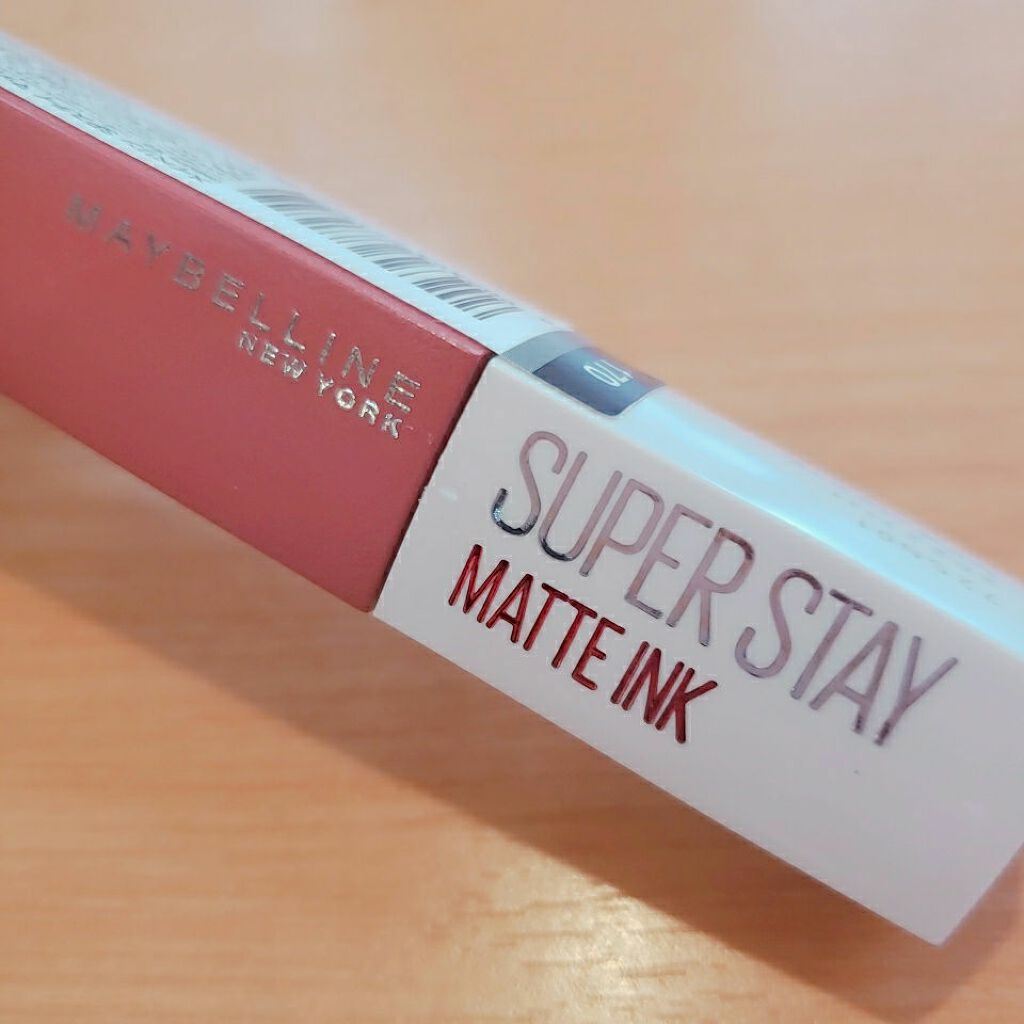 MAYBELLINE
NEW YORK
SUPER STAY
MATTE INK